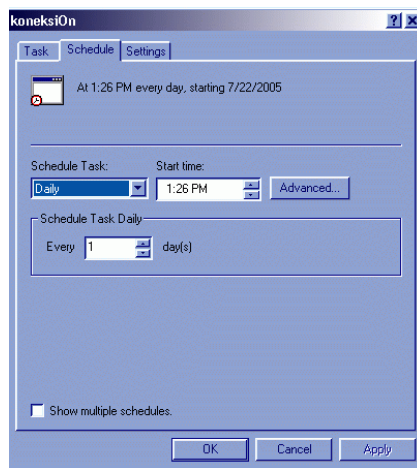 koneksiOn
Task Schedule Settings
At 1:26 PM every day, starting 7/22/2005
Schedule Task: Start time:
Daily 1:26 PM Advanced...
Schedule Task Daily
Every 1 day(s)
Show multiple schedules.
OK Cancel Apply